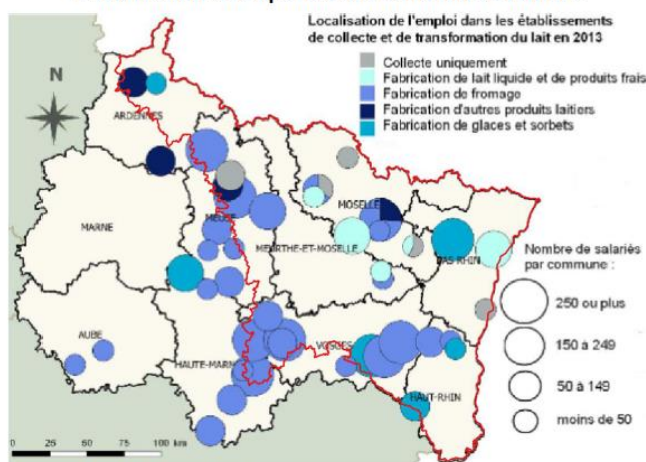 Localisation de l'emploi dans les établissements
de collecte et de transformation du lait en 2013
Collecte uniquement
Fabrication de lait liquide et de produits frais
Fabrication de fromage
Fabrication d'autres produits laitiers
Fabrication de glaces et sorbets
N
ARDENNES
MARNE
MEUSE
MOSELLE
MEURTHE-ET-MOSELLE
BAS-RHIN
AUBE
HAUTE-MARN
VOSGES
HAUT-RHIN
Nombre de salariés
par commune :
250 ou plus
150 à 249
50 à 149
moins de 50
0 25 50 75 100 km